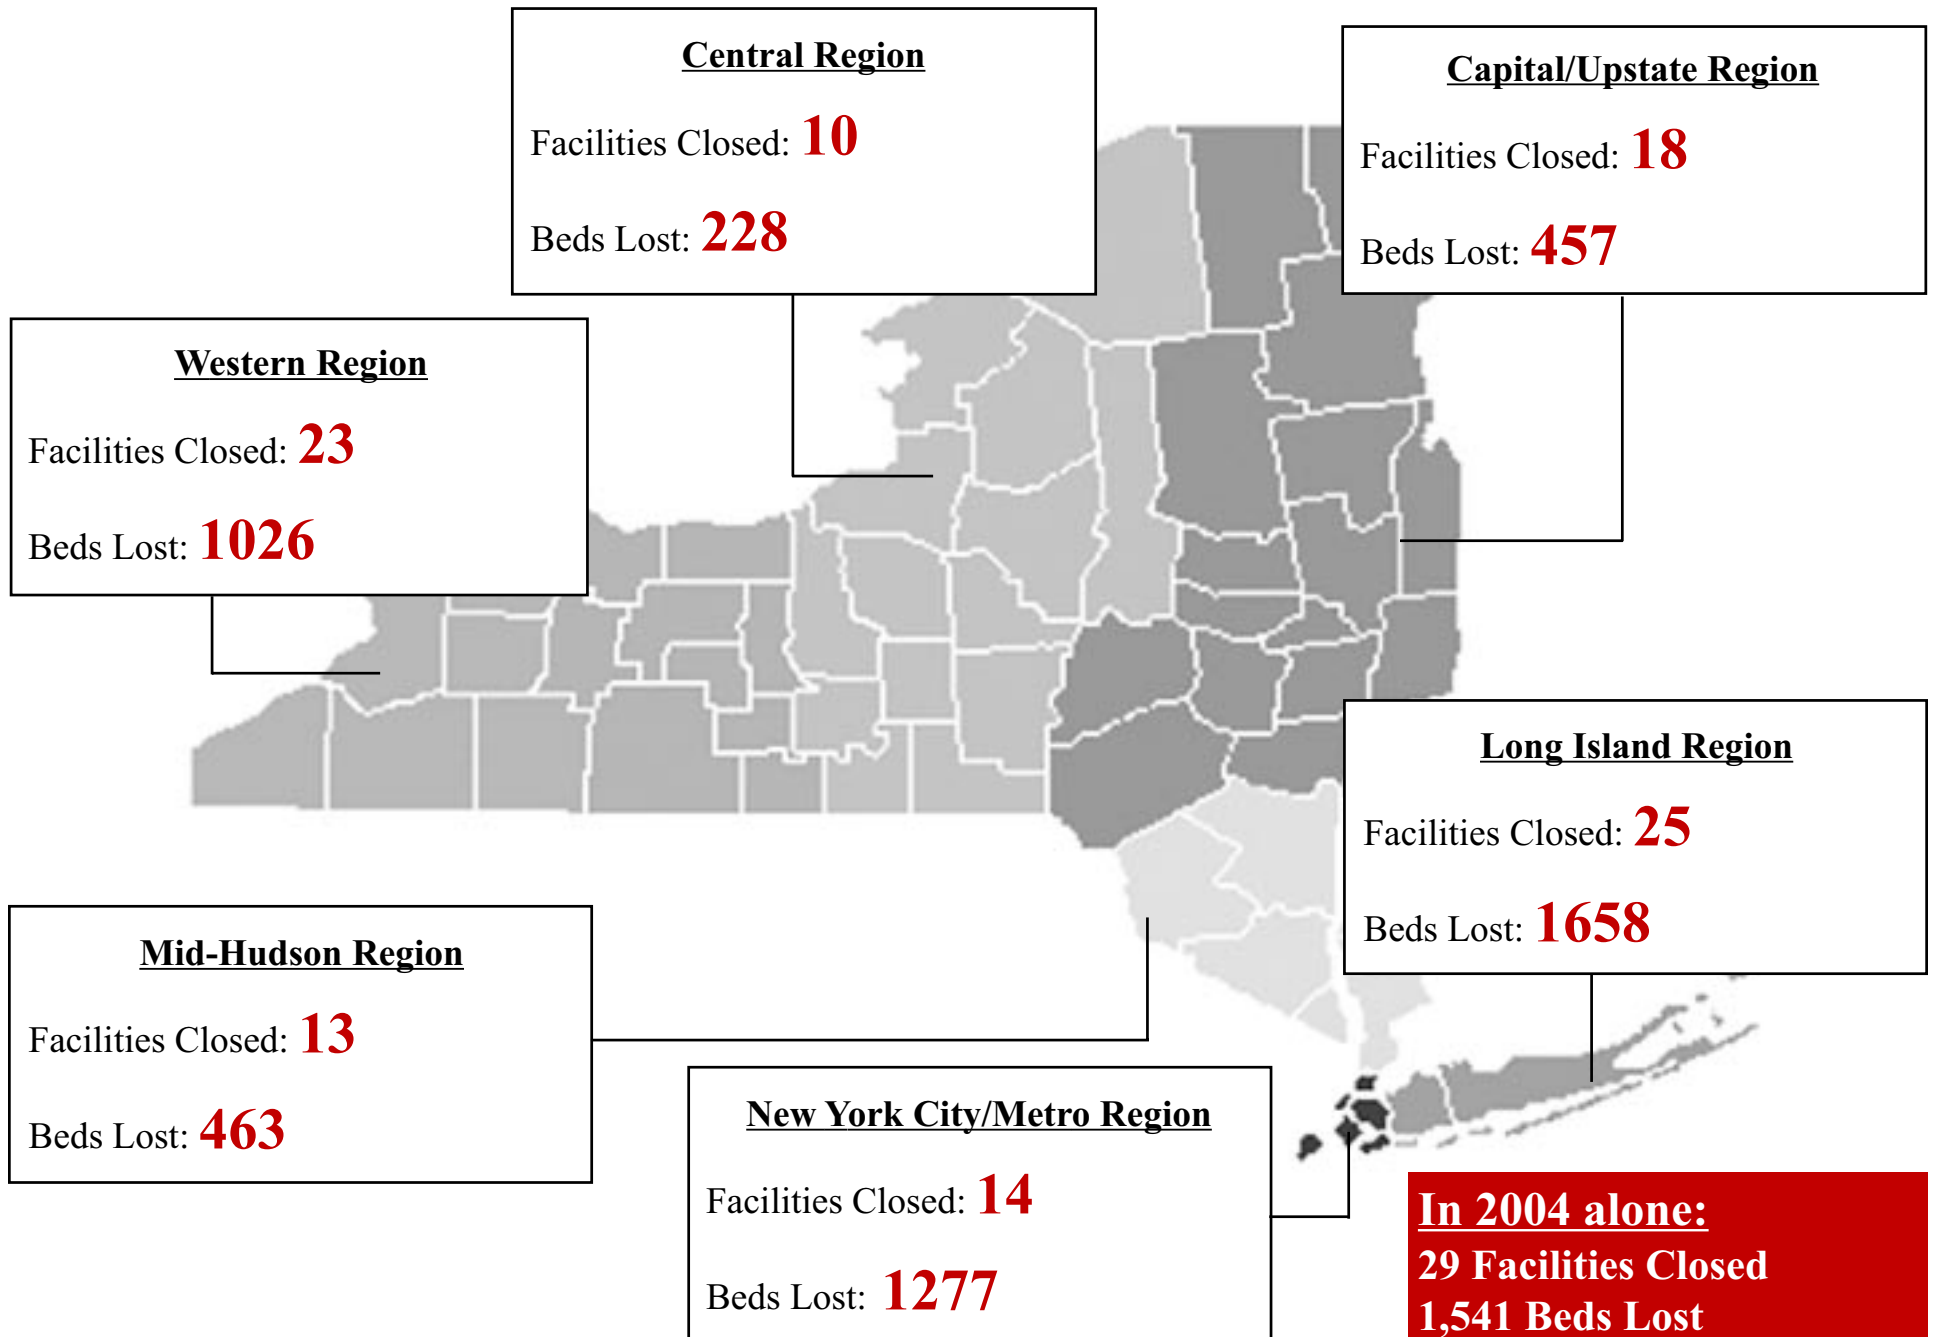 Central Region
Facilities Closed: 10
Beds Lost: 228
Capital/Upstate Region
Facilities Closed: 18
Beds Lost: 457
Western Region
Facilities Closed: 23
Beds Lost: 1026
Long Island Region
Facilities Closed: 25
Beds Lost: 1658
Mid-Hudson Region
Facilities Closed: 13
Beds Lost: 463
New York City/Metro Region
Facilities Closed: 14
Beds Lost: 1277
In 2004 alone:
29 Facilities Closed
1,541 Beds Lost